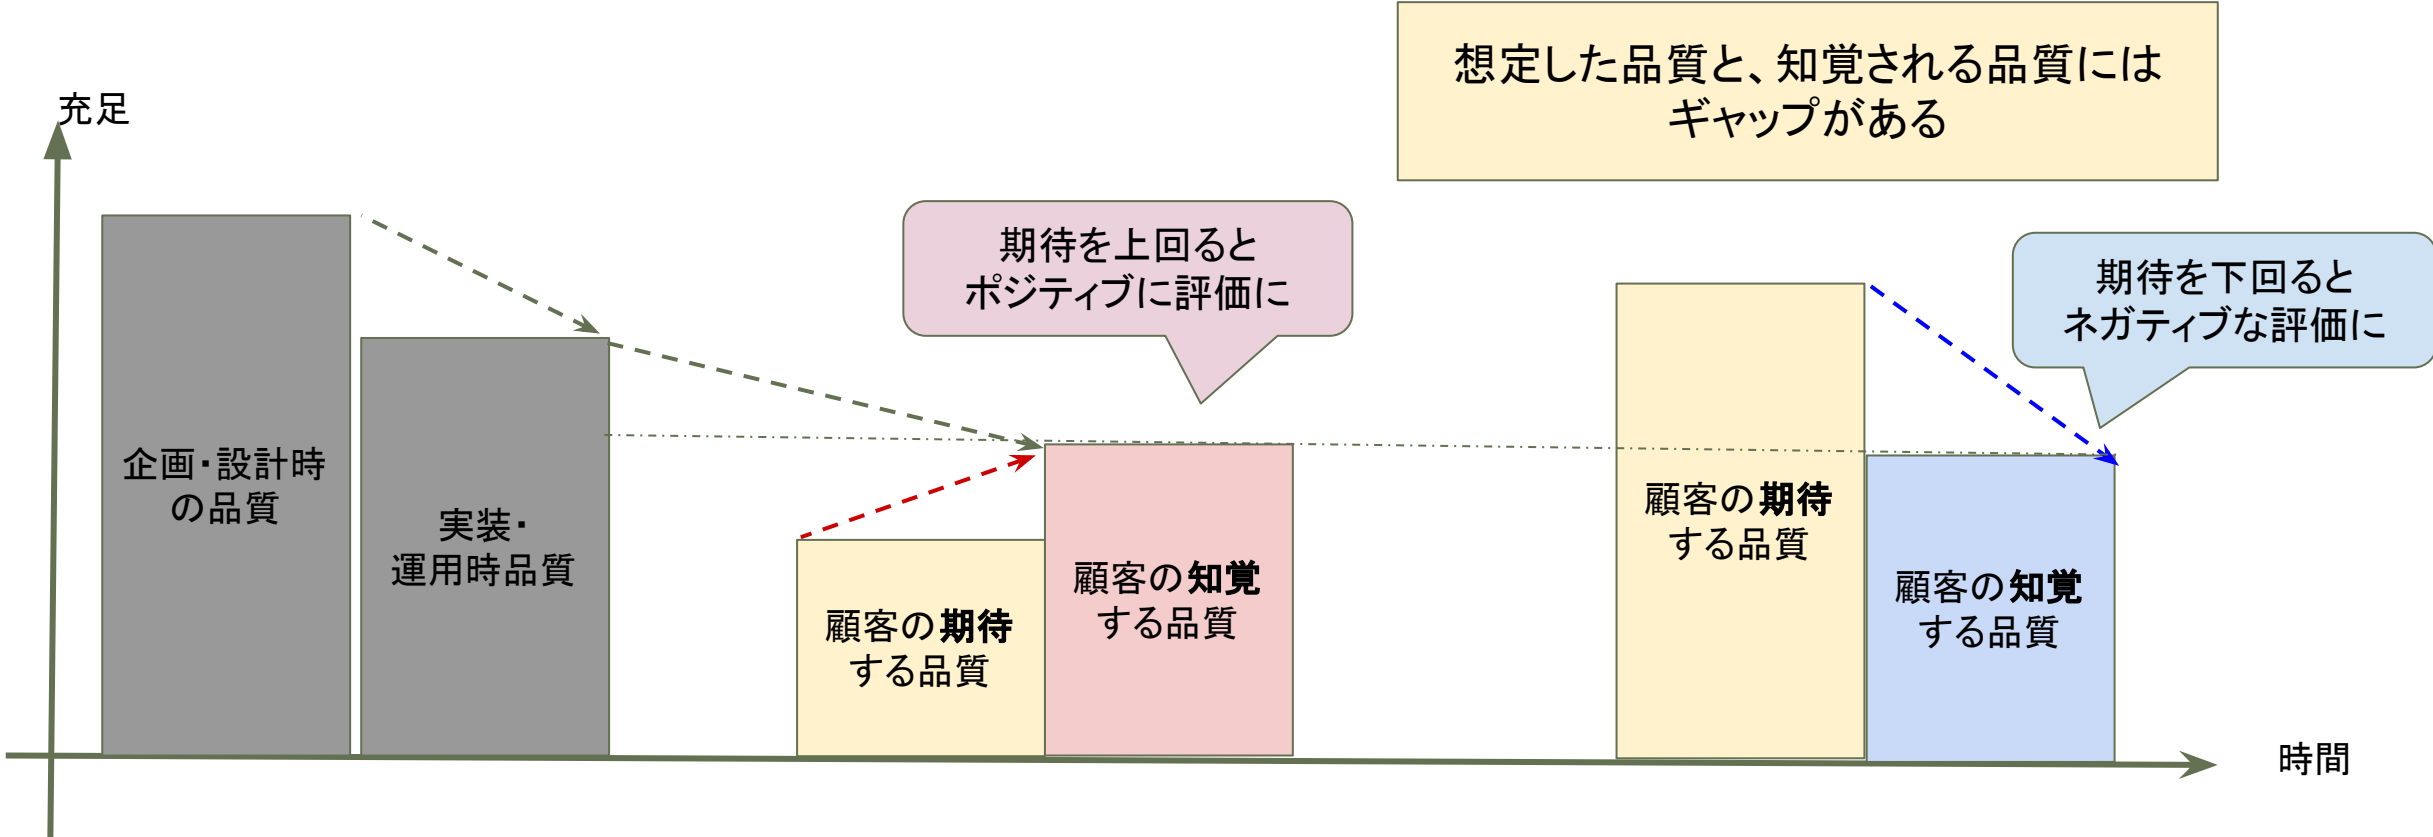 想定した品質と、知覚される品質には
ギャップがある
充足
期待を上回ると
ポジティブに評価に
期待を下回ると
ネガティブな評価に
企画・設計時
の品質
実装・
運用時品質
顧客の期待
する品質
顧客の知覚
する品質
顧客の期待
する品質
顧客の知覚
する品質
時間